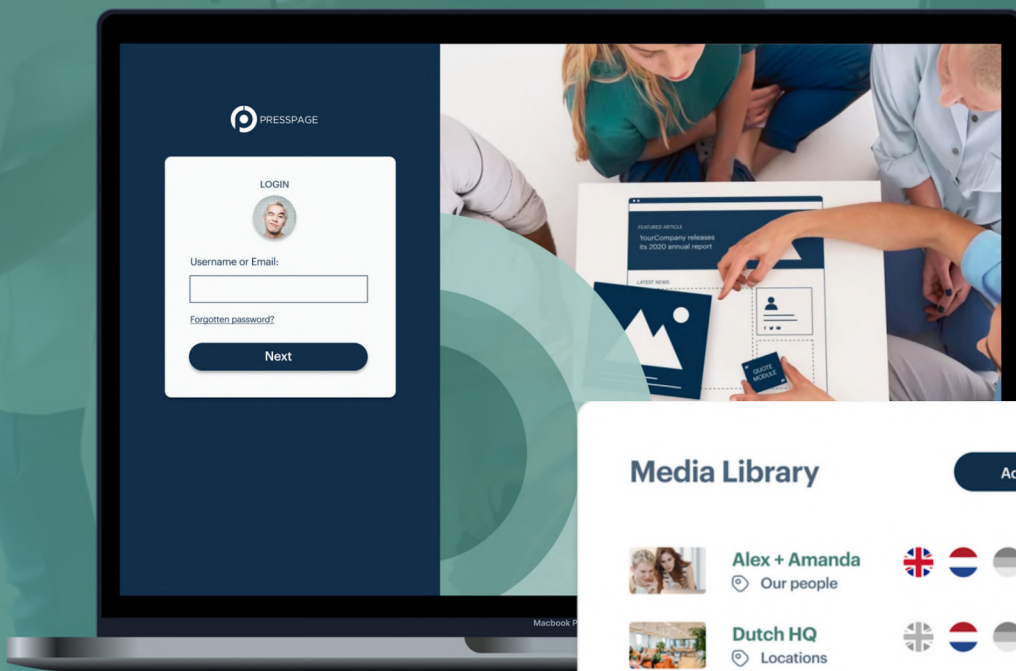 PRESSPAGE
LOGIN
Username or Email:
Forgotten password?
Next
FEATURED ARTICLE
YourCompany releases
its 2020 annual report
LATEST NEWS
QUOTE
MODULE
Macbook P
Media Library
Ad
Alex + Amanda
Our people
Dutch HQ
Locations